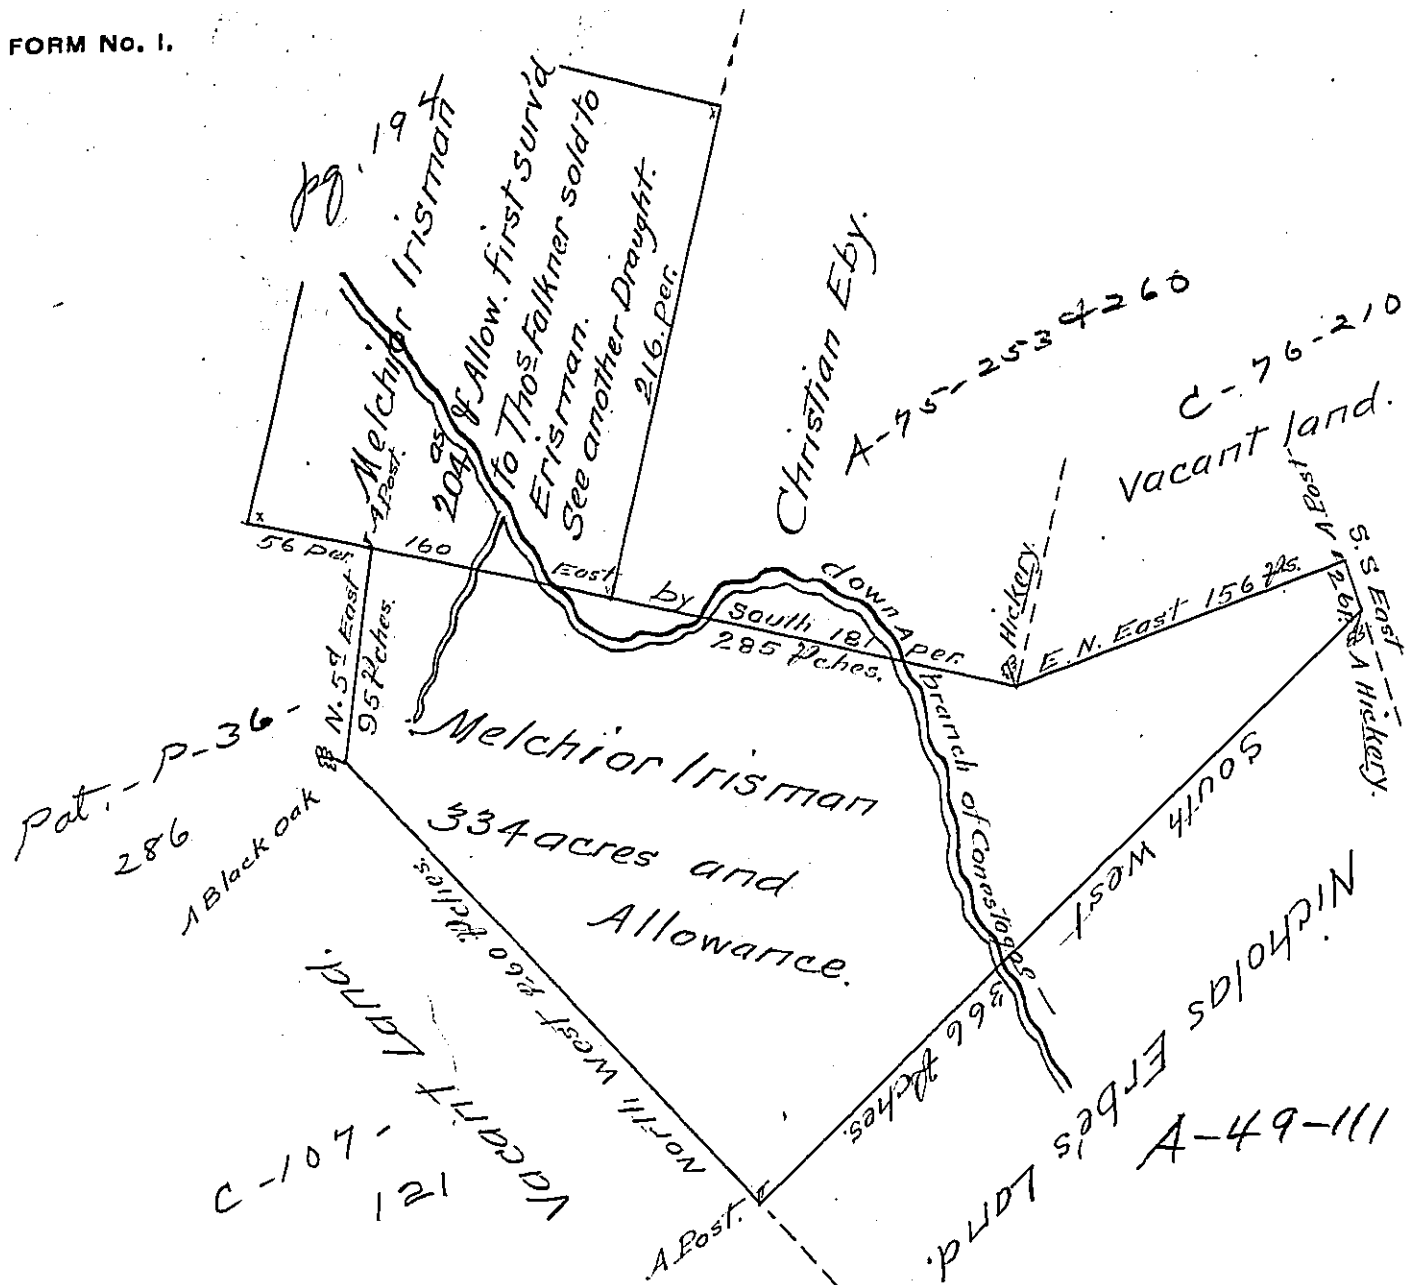 FORM No. 1.
pg. 194
Melchior Irisman
as
204 & Allow. first surv'd
to Thos Falkner sold to
Erisman.
See another Draught.
216. per.
Christian Eby.
A-75-253 & 260
C-76-210
Vacant land.
A Post.
56 per.
160
East
by
South 181 per.
285 Pches.
down A
branch of Conestogoe
A Hickery.
E. N. East 156 Ps.
A Post
S. S East
26 P.
A Hickery.
N. 5d East
95 Pches.
Pat. - P-36-
286
A Black Oak
Melchior Irisman
334 acres and
Allowance.
South West
366 Pches.
North West 260 Pches.
Vacant Land.
C-107-
121
A Post.
Nicholas Erbe's Land.
A-49-111